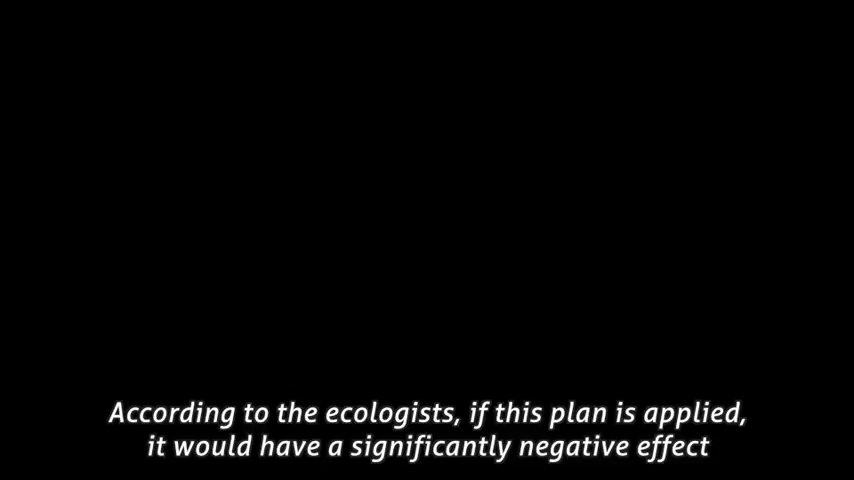 According to the ecologists, if this plan is applied,
it would have a significantly negative effect